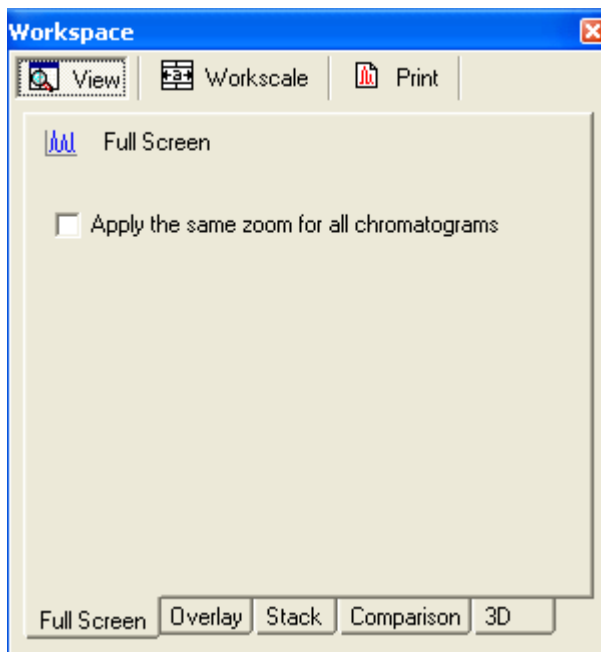 Workspace
View Workscale Print
Full Screen
Apply the same zoom for all chromatograms
Full Screen Overlay Stack Comparison 3D